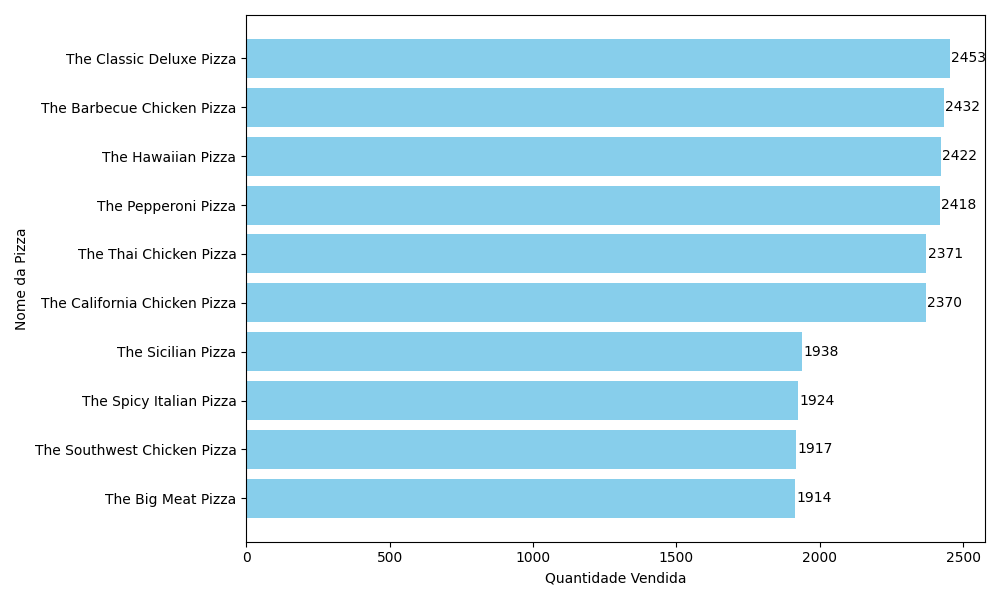 The Classic Deluxe Pizza 2453
The Barbecue Chicken Pizza 2432
The Hawaiian Pizza 2422
The Pepperoni Pizza 2418
The Thai Chicken Pizza 2371
The California Chicken Pizza 2370
The Sicilian Pizza 1938
The Spicy Italian Pizza 1924
The Southwest Chicken Pizza 1917
The Big Meat Pizza 1914
Nome da Pizza
0 500 1000 1500 2000 2500
Quantidade Vendida